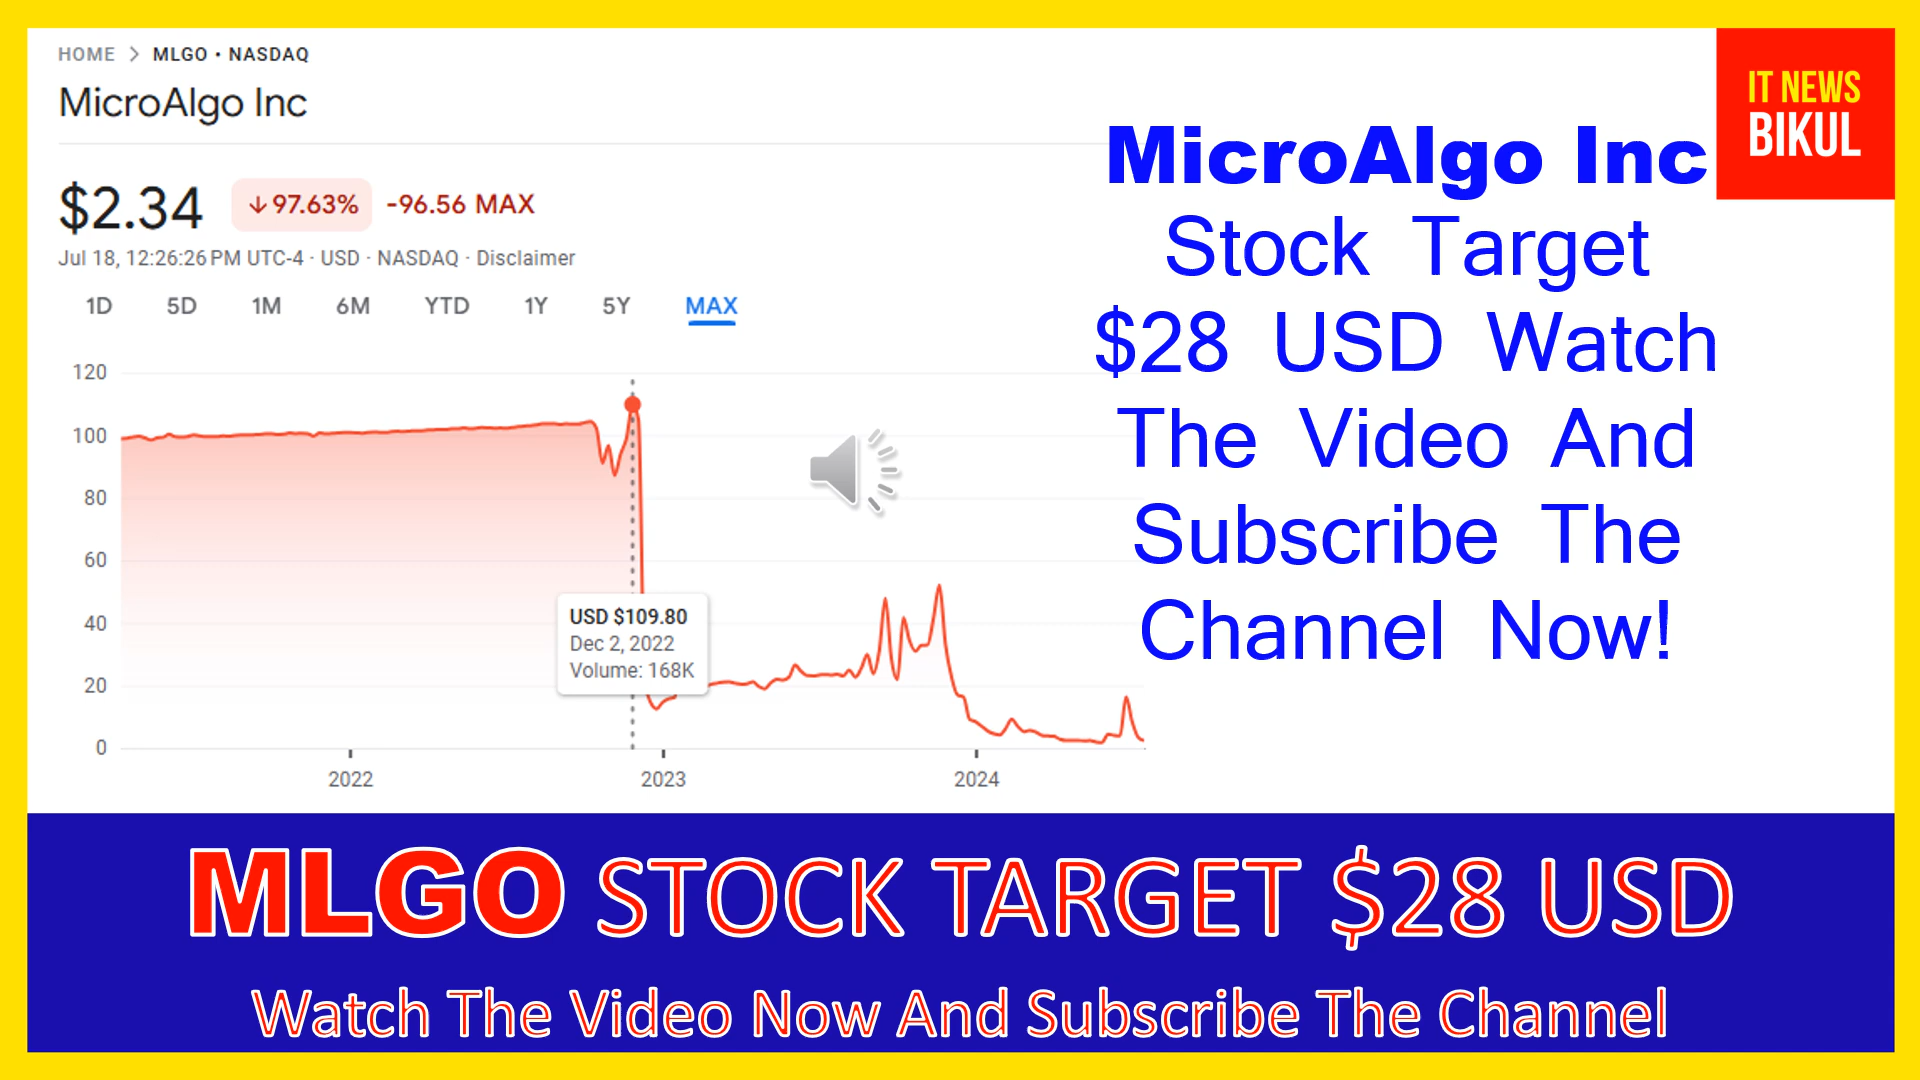 HOME > MLGO • NASDAQ
MicroAlgo Inc
$2.34 ↓97.63% -96.56 MAX
Jul 18, 12:26:26 PM UTC-4 · USD · NASDAQ · Disclaimer
1D 5D 1M 6M YTD 1Y 5Y MAX
120
100
80
60
40
20
0
USD $109.80
Dec 2, 2022
Volume: 168K
2022 2023 2024
IT NEWS
BIKUL
MicroAlgo Inc
Stock Target
$28 USD Watch
The Video And
Subscribe The
Channel Now!
MLGO STOCK TARGET $28 USD
Watch The Video Now And Subscribe The Channel